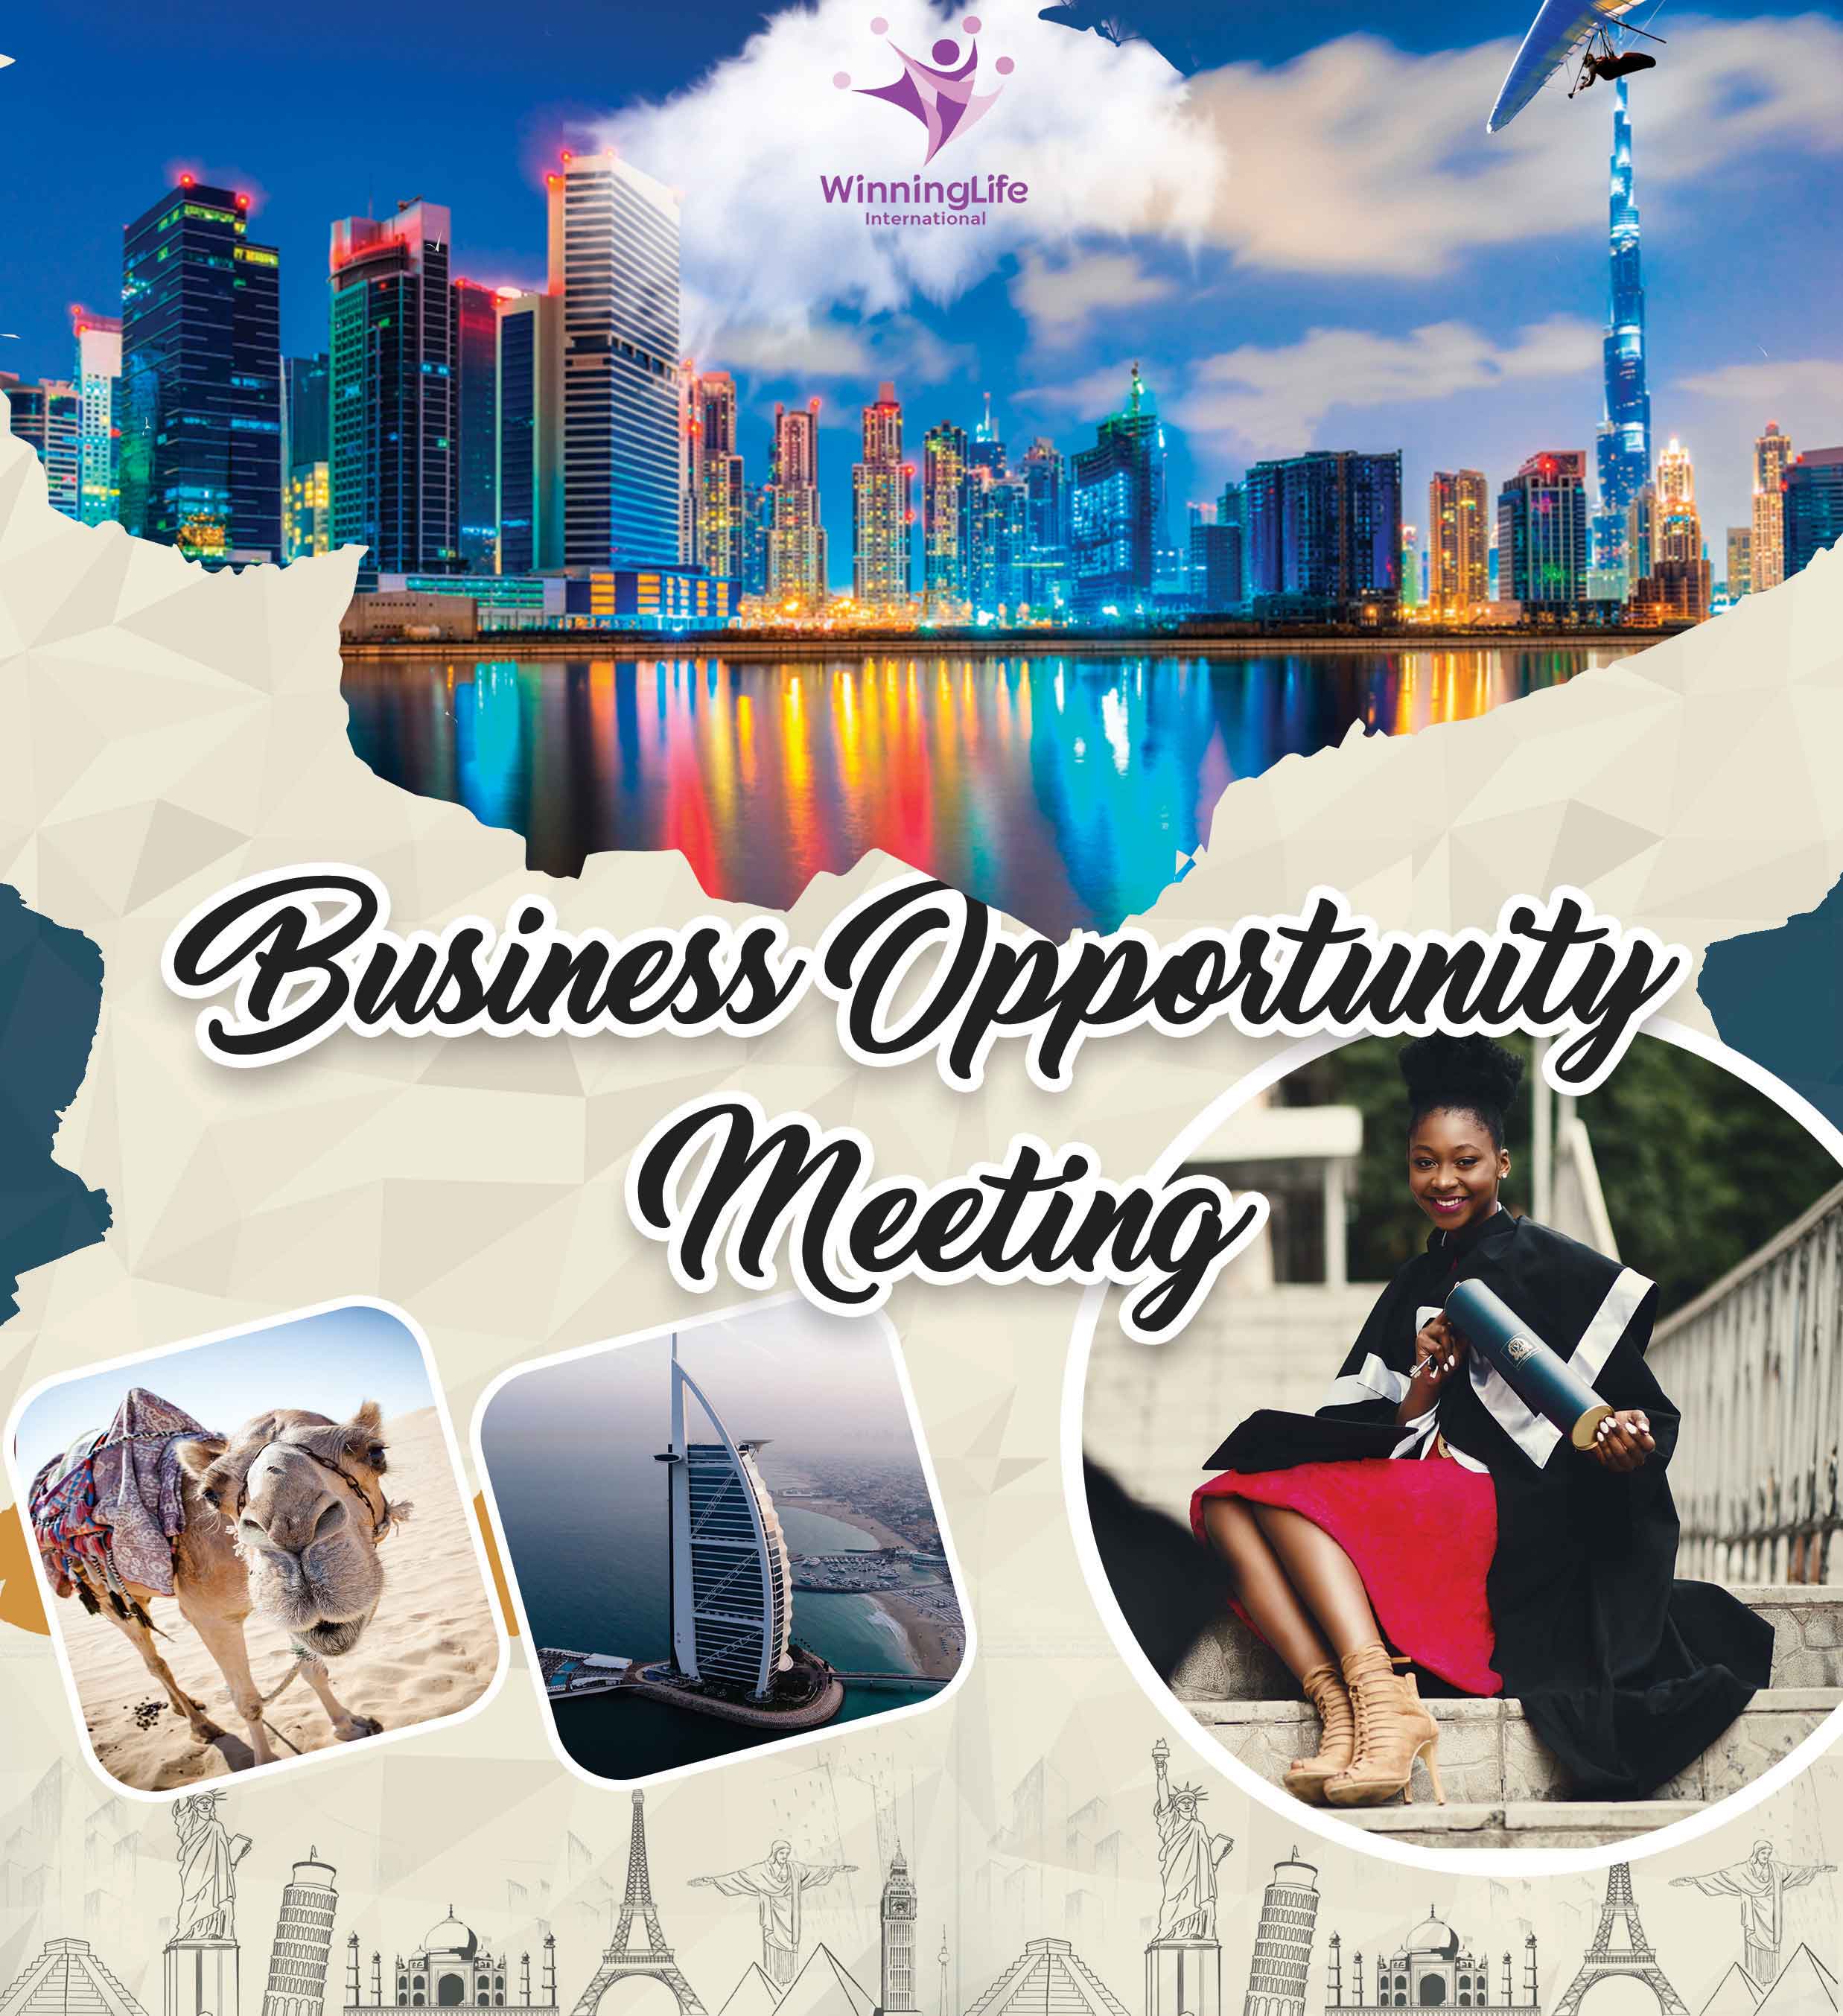 WinningLife
International
Business Opportunity
Meeting